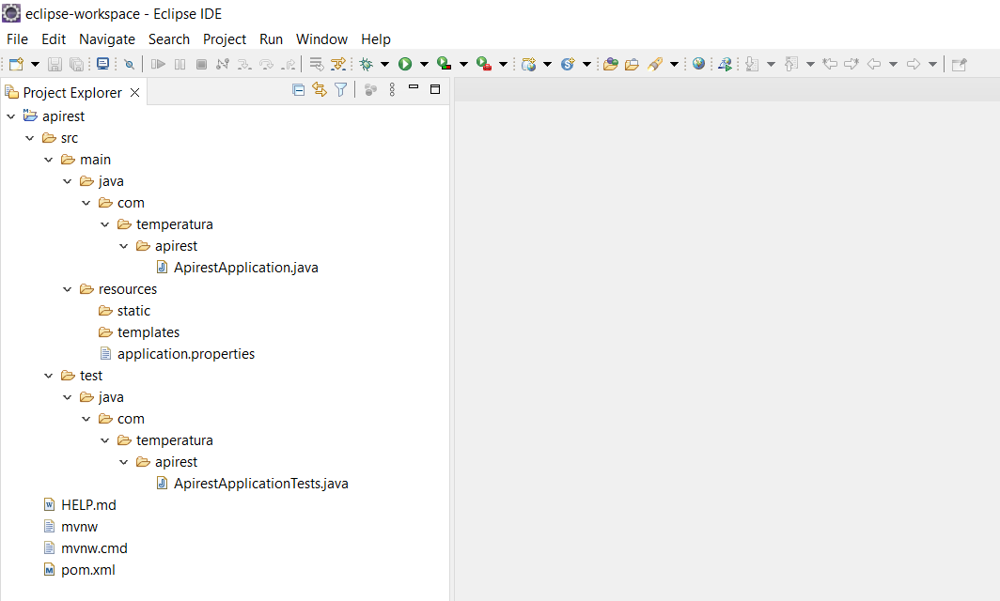 eclipse-workspace - Eclipse IDE
File Edit Navigate Search Project Run Window Help
Project Explorer
apirest
src
main
java
com
temperatura
apirest
ApirestApplication.java
resources
static
templates
application.properties
test
java
com
temperatura
apirest
ApirestApplicationTests.java
HELP.md
mvnw
mvnw.cmd
pom.xml